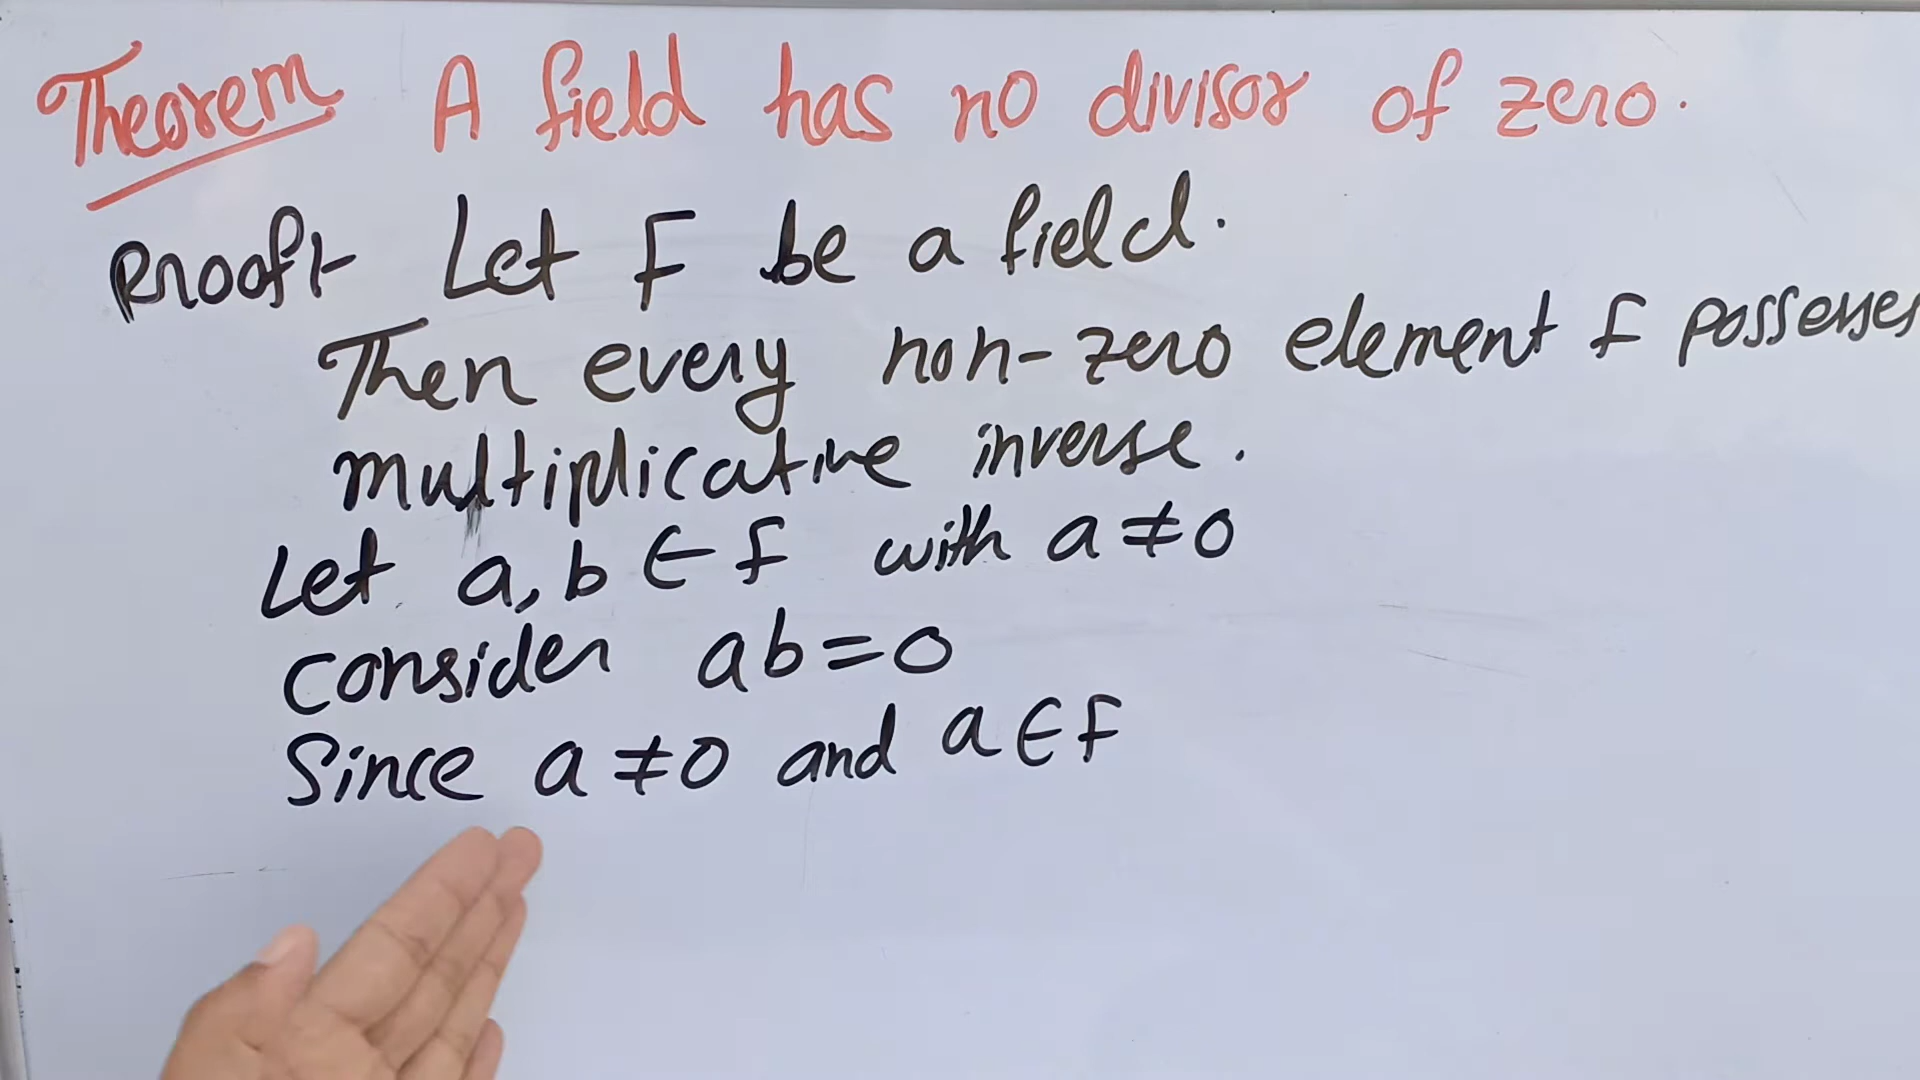 Theorem A field has no divisor of zero.
Proof:- Let F be a field.
Then every non-zero element F possesses
multiplicative inverse.
Let a, b ∈ F with a ≠ 0
consider ab = 0
Since a ≠ 0 and a ∈ F